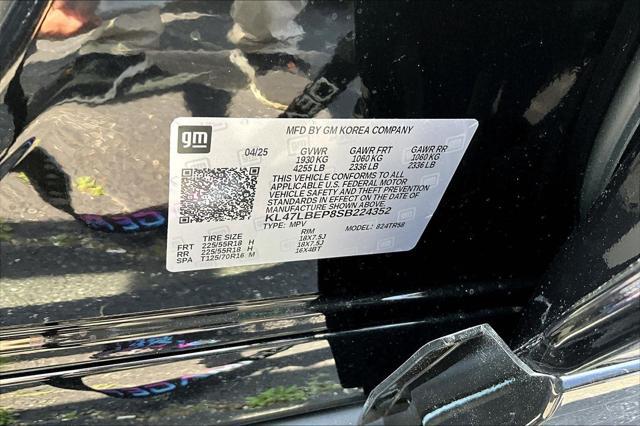 gm
MFD BY GM KOREA COMPANY
04/25 GVWR GAWR FRT GAWR RR
1930 KG 1060 KG 1060 KG
4255 LB 2336 LB 2336 LB
THIS VEHICLE CONFORMS TO ALL
APPLICABLE U.S. FEDERAL MOTOR
VEHICLE SAFETY AND THEFT PREVENTION
STANDARDS IN EFFECT ON THE DATE
OF MANUFACTURE SHOWN ABOVE.
KL47LBEP8SB224352
TYPE: MPV MODEL: 824TR58
TIRE SIZE RIM
FRT 225/55R18 H 18X7.5J
RR 225/55R18 H 18X7.5J
SPA T125/70R16 M 16X4BT